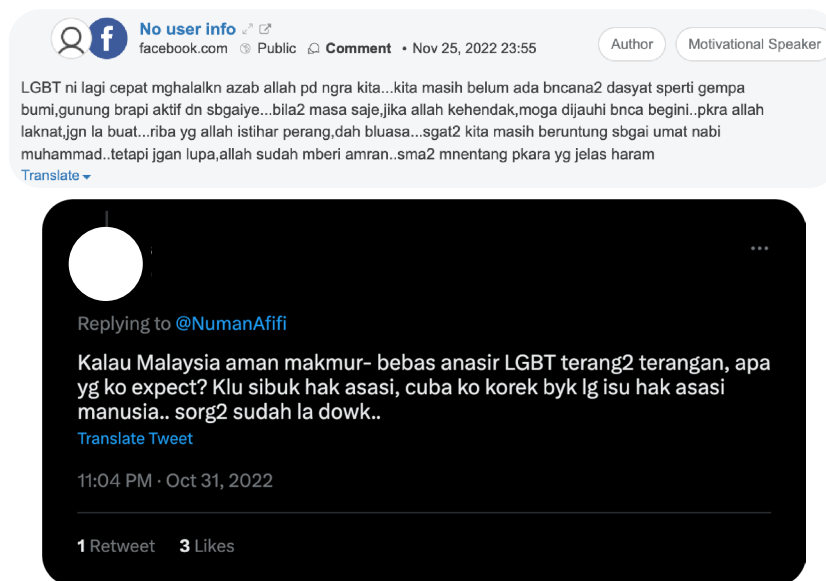 No user info
facebook.com Public Comment • Nov 25, 2022 23:55
Author
Motivational Speaker
LGBT ni lagi cepat mghalalkn azab allah pd ngra kita...kita masih belum ada bncana2 dasyat sperti gempa
bumi,gunung brapi aktif dn sbgaiye...bila2 masa saje,jika allah kehendak,moga dijauhi bnca begini..pkra allah
laknat,jgn la buat...riba yg allah istihar perang,dah bluasa...sgat2 kita masih beruntung sbgai umat nabi
muhammad..tetapi jgan lupa,allah sudah mberi amran..sma2 mnentang pkara yg jelas haram
Translate
Replying to @NumanAfifi
Kalau Malaysia aman makmur- bebas anasir LGBT terang2 terangan, apa
yg ko expect? Klu sibuk hak asasi, cuba ko korek byk lg isu hak asasi
manusia.. sorg2 sudah la dowk..
Translate Tweet
11:04 PM · Oct 31, 2022
1 Retweet 3 Likes